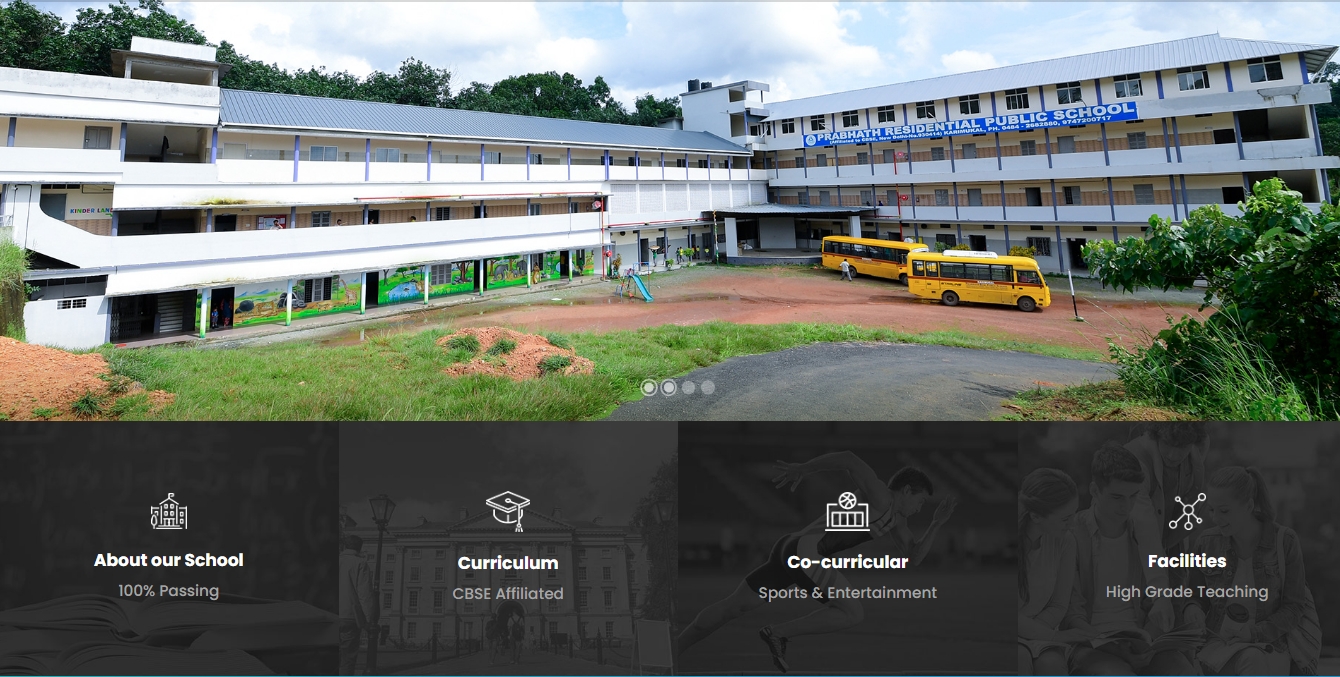 PRABHATH RESIDENTIAL PUBLIC SCHOOL
(Affiliated to CBSE, New Delhi-No.930414) KARIMUKAL, PH. 0484 - 2682880, 9747200717
KINDER LAND
About our School
100% Passing
Curriculum
CBSE Affiliated
Co-curricular
Sports & Entertainment
Facilities
High Grade Teaching